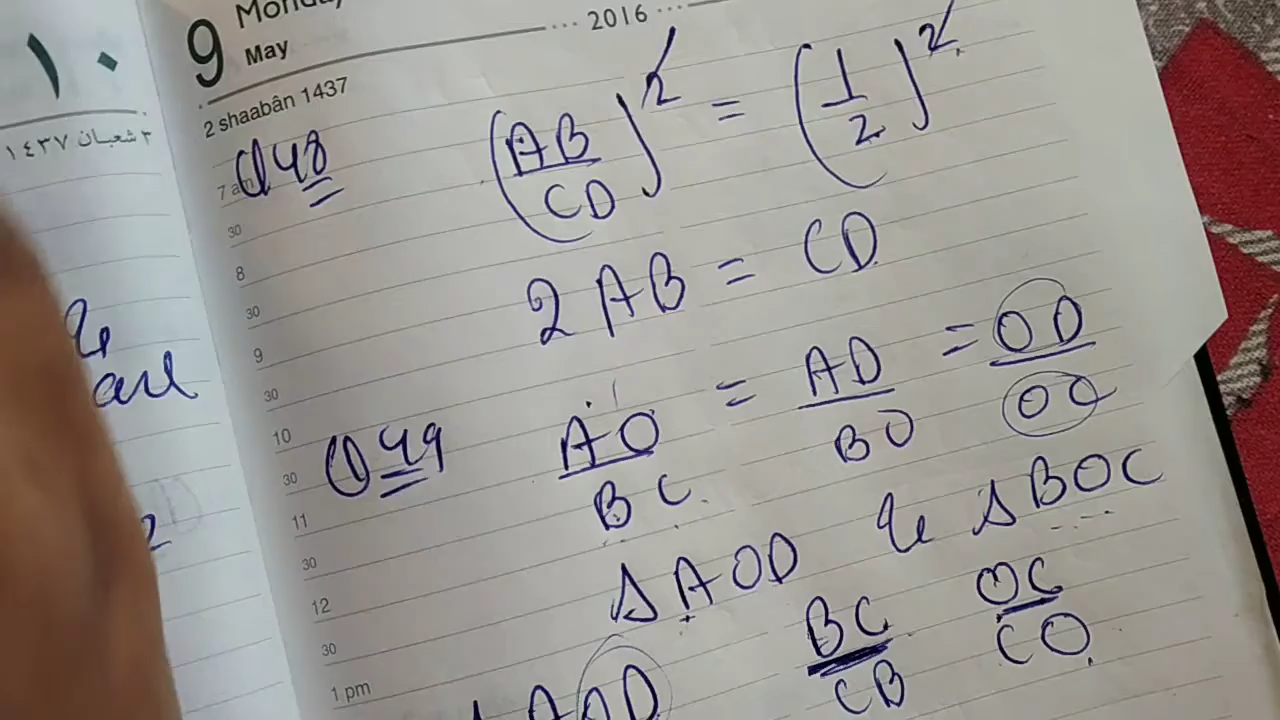 ١٠
٣ شعبان ١٤٣٧
9 Monday
May
2016
2 shaabân 1437
Q48 (AB/CD)^2 = (1/2)^2
7 am
30
8
2AB = CD
30
9
30
Q49 AO/BC = AD/BO = OD/OC
10
30
11
ΔAOD & ΔBOC
30
12
BC/CB OC/CO
30
1 pm
AOD